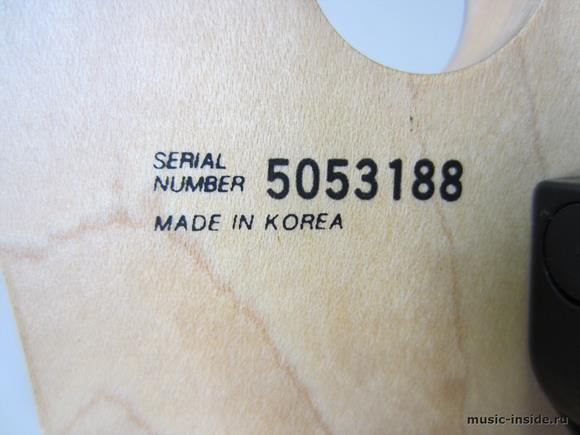 SERIAL
NUMBER 5053188
MADE IN KOREA
music-inside.ru